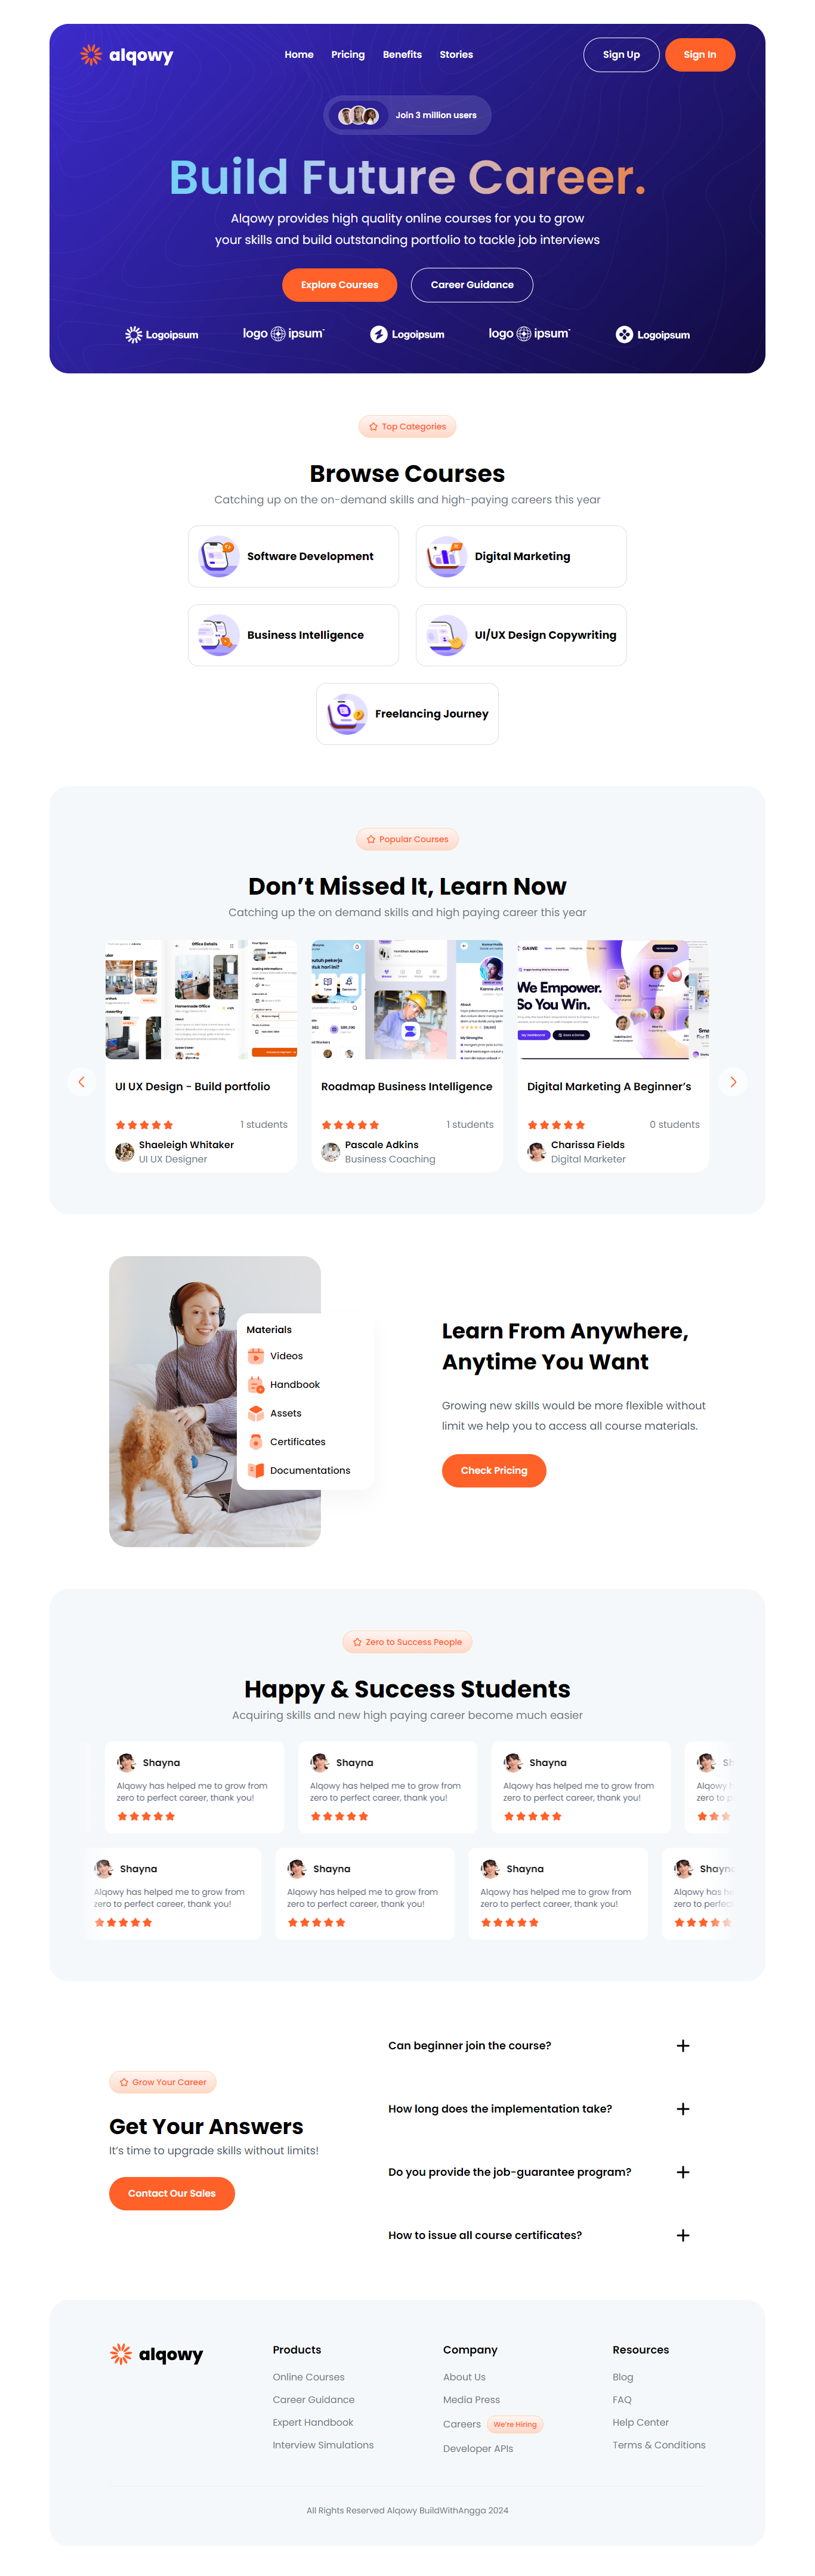 alqowy
Home Pricing Benefits Stories
Sign Up
Sign In
Join 3 million users
Build Future Career.
Alqowy provides high quality online courses for you to grow
your skills and build outstanding portfolio to tackle job interviews
Explore Courses
Career Guidance
Logoipsum
logo ipsum
Logoipsum
logo ipsum
Logoipsum
Top Categories
Browse Courses
Catching up on the on-demand skills and high-paying careers this year
Software Development
Digital Marketing
Business Intelligence
UI/UX Design Copywriting
Freelancing Journey
Popular Courses
Don’t Missed It, Learn Now
Catching up the on demand skills and high paying career this year
Office Details
We Empower.
So You Win.
UI UX Design - Build portfolio
1 students
Shaeleigh Whitaker
UI UX Designer
Roadmap Business Intelligence
1 students
Pascale Adkins
Business Coaching
Digital Marketing A Beginner’s
0 students
Charissa Fields
Digital Marketer
Materials
Videos
Handbook
Assets
Certificates
Documentations
Learn From Anywhere,
Anytime You Want
Growing new skills would be more flexible without
limit we help you to access all course materials.
Check Pricing
Zero to Success People
Happy & Success Students
Acquiring skills and new high paying career become much easier
Shayna
Alqowy has helped me to grow from
zero to perfect career, thank you!
Shayna
Alqowy has helped me to grow from
zero to perfect career, thank you!
Shayna
Alqowy has helped me to grow from
zero to perfect career, thank you!
Shayna
Alqowy has helped me to grow from
zero to perfect career, thank you!
Shayna
Alqowy has helped me to grow from
zero to perfect career, thank you!
Shayna
Alqowy has helped me to grow from
zero to perfect career, thank you!
Shayna
Alqowy has
zero to perfect
Grow Your Career
Get Your Answers
It’s time to upgrade skills without limits!
Contact Our Sales
Can beginner join the course?
How long does the implementation take?
Do you provide the job-guarantee program?
How to issue all course certificates?
alqowy
Products
Online Courses
Career Guidance
Expert Handbook
Interview Simulations
Company
About Us
Media Press
Careers We’re Hiring
Developer APIs
Resources
Blog
FAQ
Help Center
Terms & Conditions
All Rights Reserved Alqowy BuildWithAngga 2024